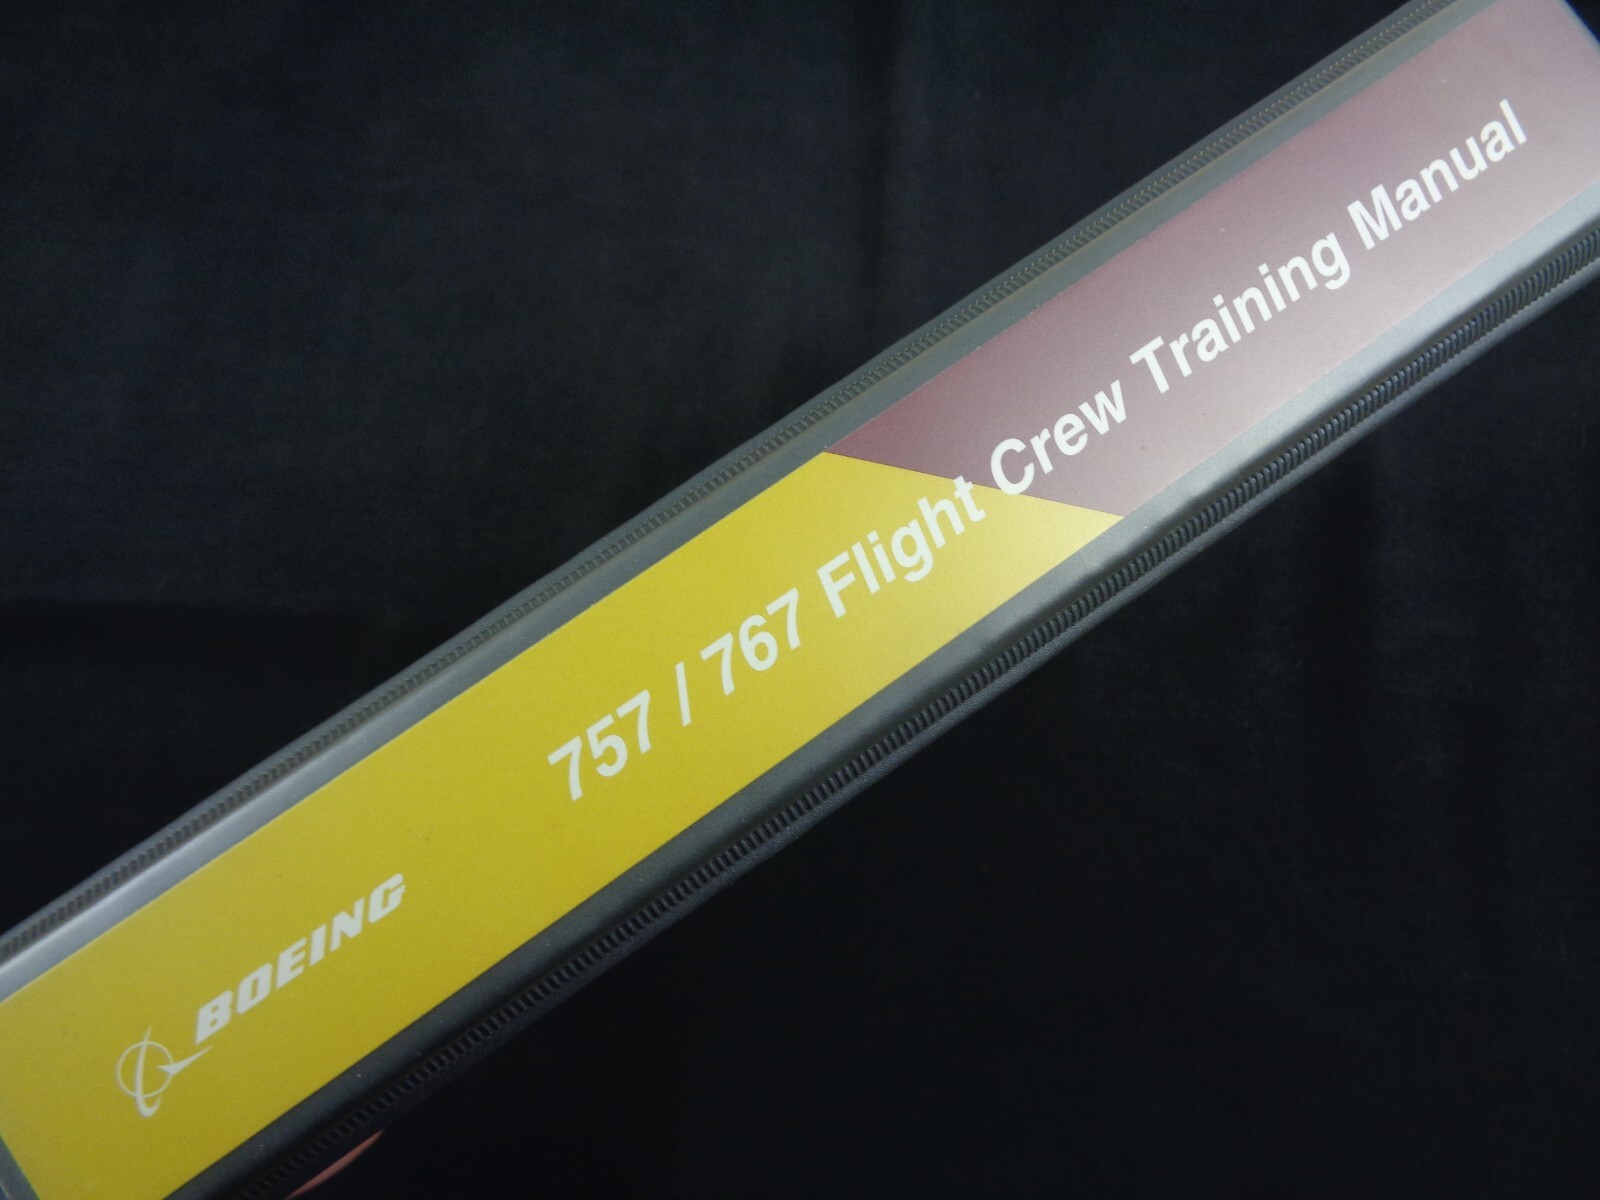 BOEING
757 / 767 Flight Crew Training Manual